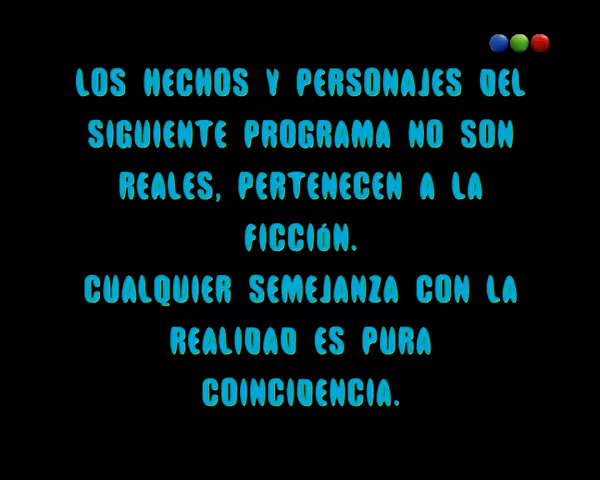 LOS HECHOS Y PERSONAJES DEL
SIGUIENTE PROGRAMA NO SON
REALES, PERTENECEN A LA
FICCIÓN.
CUALQUIER SEMEJANZA CON LA
REALIDAD ES PURA
COINCIDENCIA.